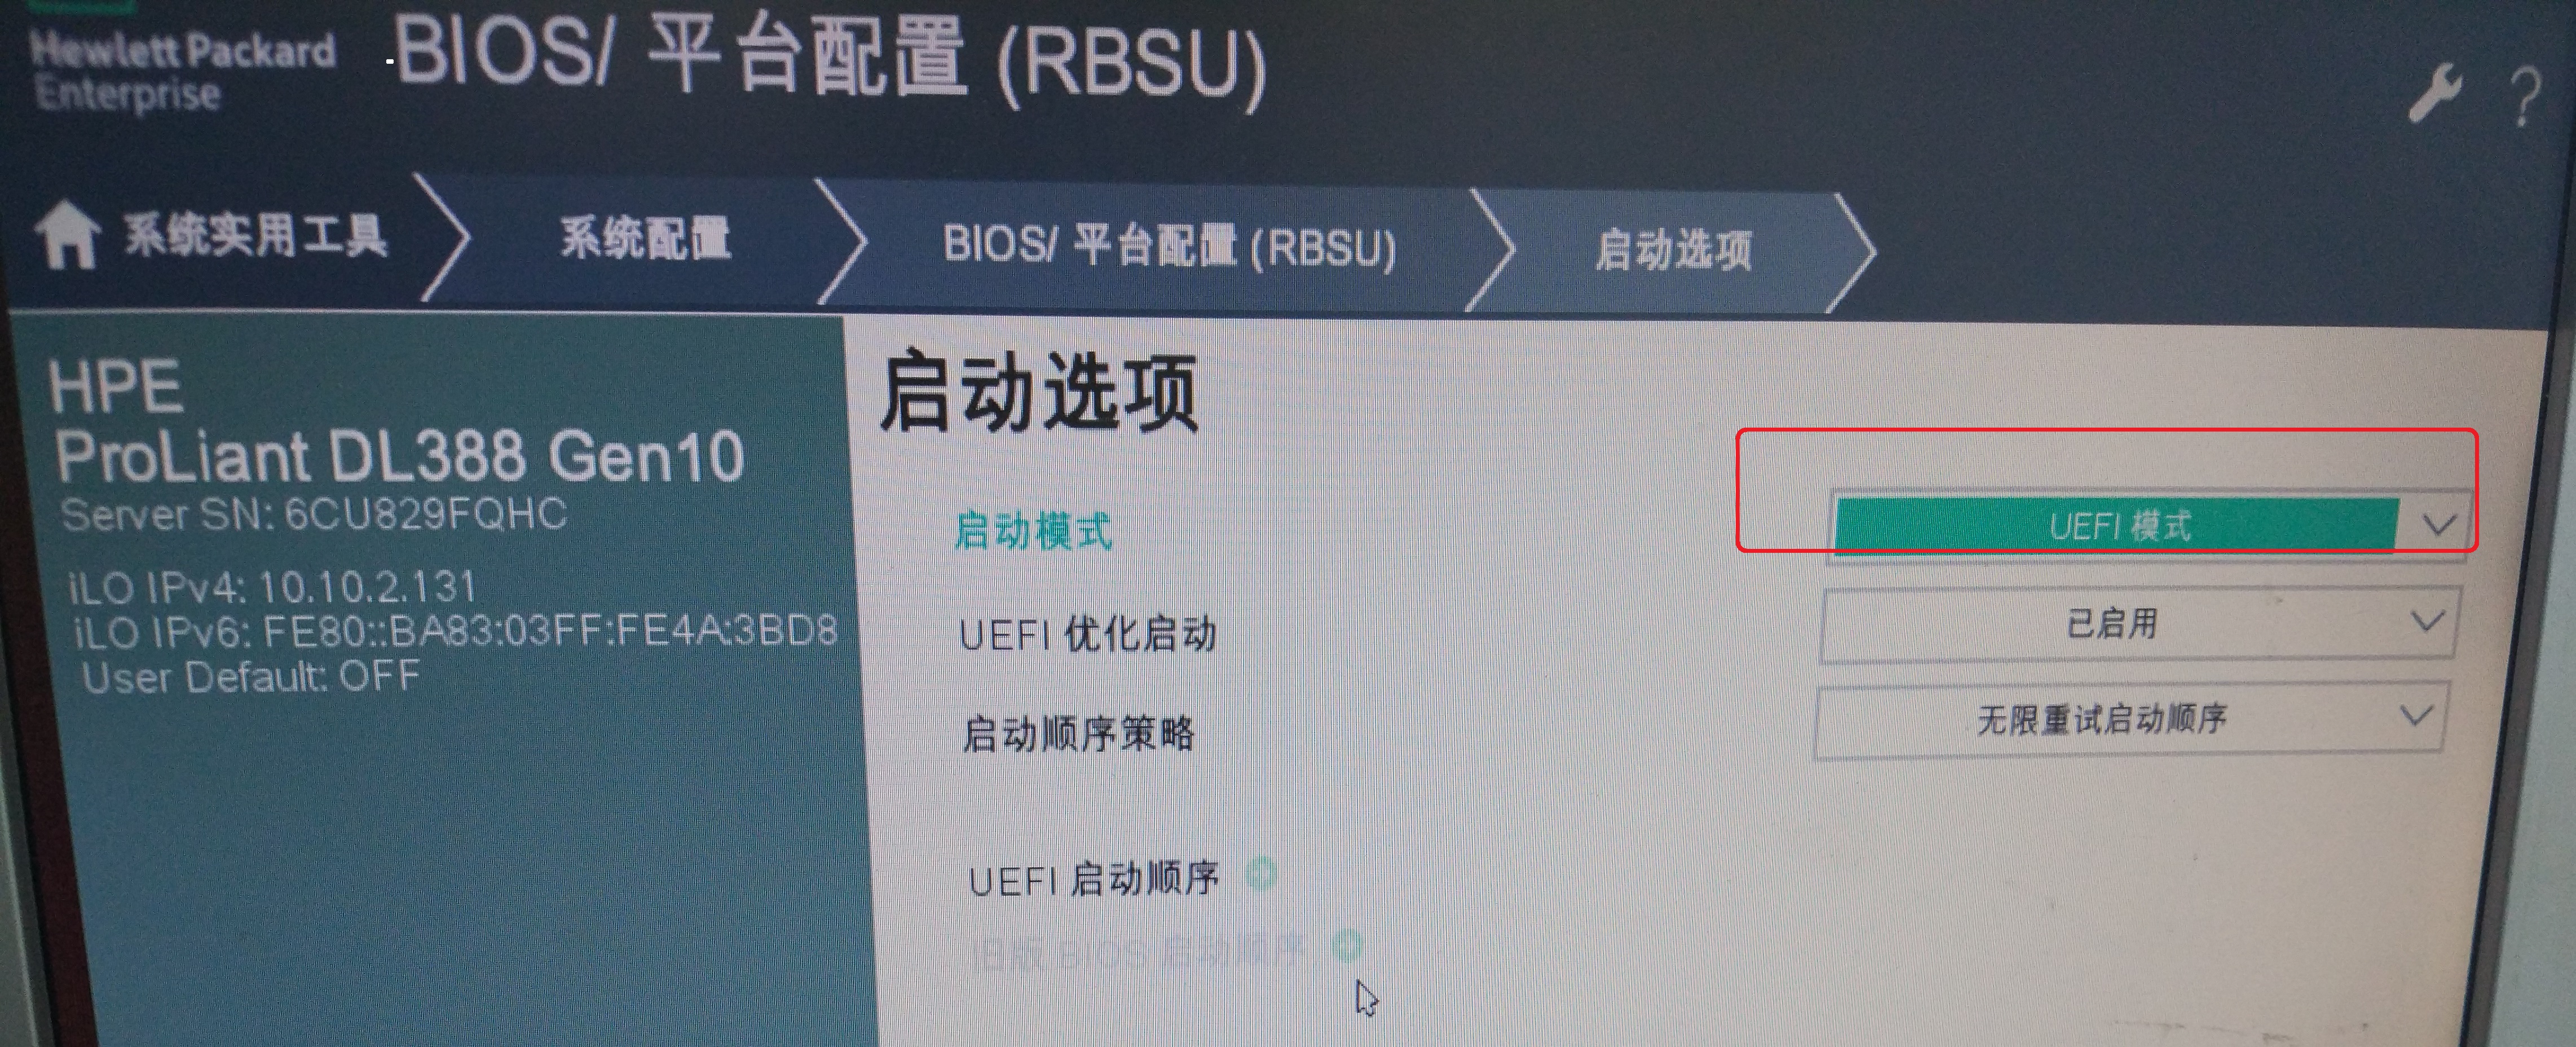 Hewlett Packard
Enterprise
BIOS/ 平台配置 (RBSU)
?
系统实用工具
系统配置
BIOS/ 平台配置 (RBSU)
启动选项
HPE
ProLiant DL388 Gen10
Server SN: 6CU829FQHC
iLO IPv4: 10.10.2.131
iLO IPv6: FE80::BA83:03FF:FE4A:3BD8
User Default: OFF
启动选项
启动模式
UEFI 模式
UEFI 优化启动
已启用
启动顺序策略
无限重试启动顺序
UEFI 启动顺序
旧版 BIOS 启动顺序